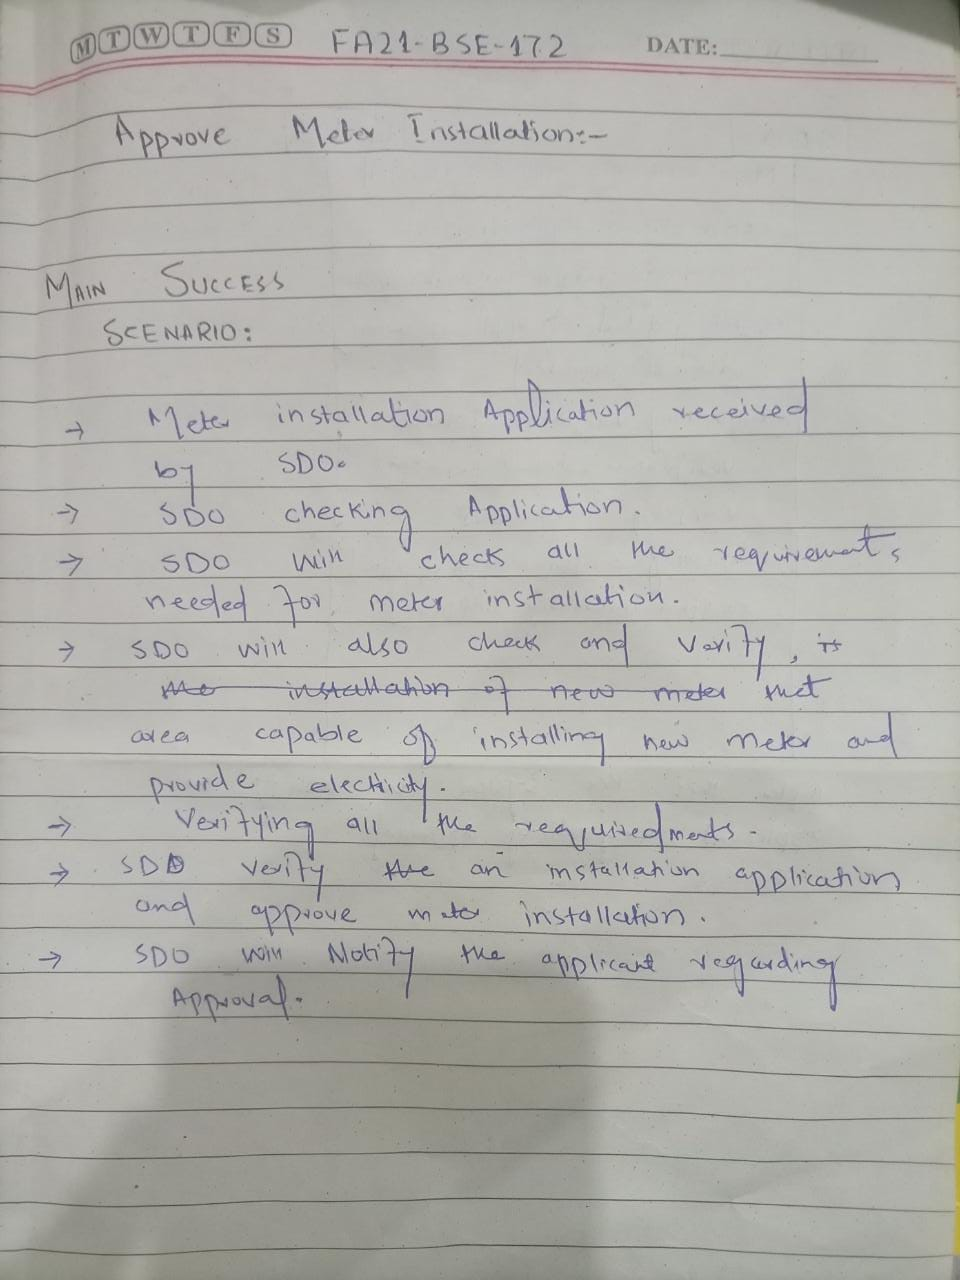 M T W T F S FA21-BSE-172 DATE:
Approve Meter Installation:-
MAIN SUCCESS
SCENARIO:
→ Meter installation Application received
by SDO.
→ SDO checking Application.
→ SDO will check all the requirements
needed for meter installation.
→ SDO will also check and Verify, is
the installation of new meter that
area capable of installing new meter and
provide electricity.
→ Verifying all the requiredments.
→ SDO verify the an installation application
and approve meter installation.
→ SDO will Notify the applicant regarding
Approval.